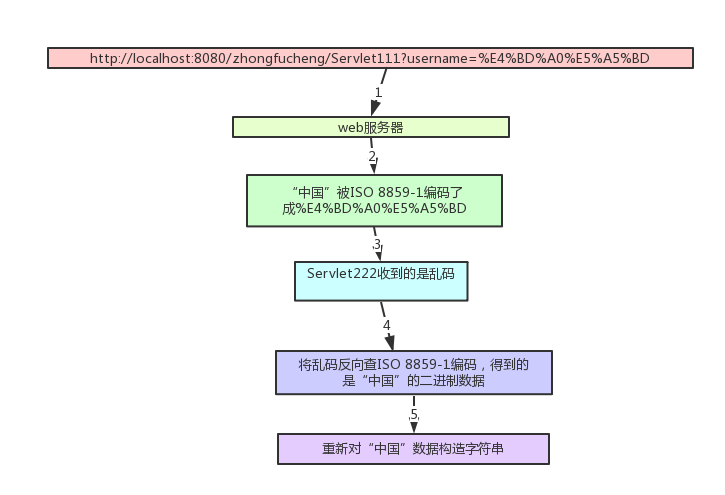 http://localhost:8080/zhongfucheng/Servlet111?username=%E4%BD%A0%E5%A5%BD
1
web服务器
2
“中国”被ISO 8859-1编码了
成%E4%BD%A0%E5%A5%BD
3
Servlet222收到的是乱码
4
将乱码反向查ISO 8859-1编码，得到的
是“中国”的二进制数据
5
重新对“中国”数据构造字符串